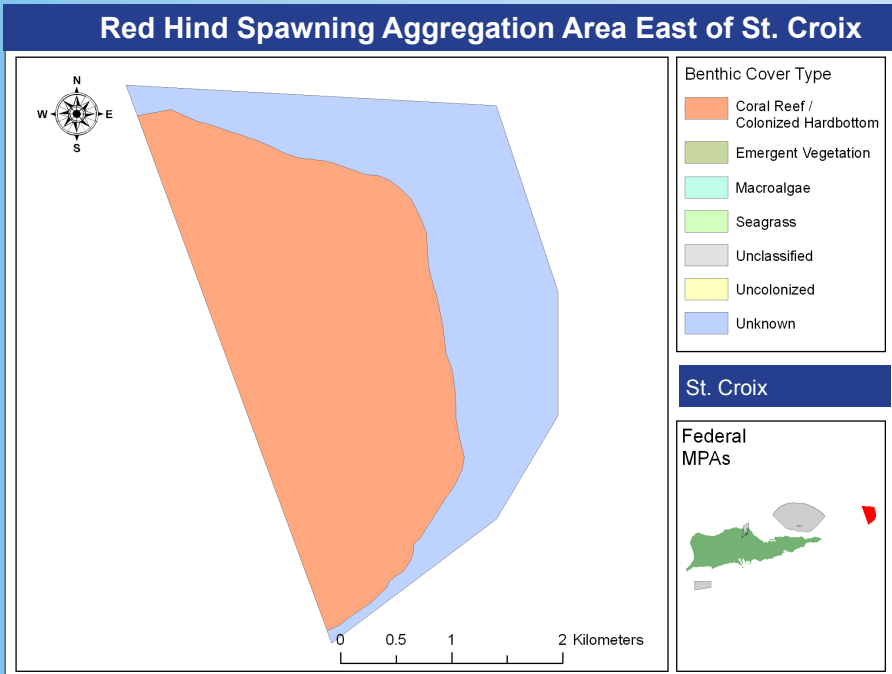 Red Hind Spawning Aggregation Area East of St. Croix
N
W E
S
0 0.5 1 2 Kilometers
Benthic Cover Type
Coral Reef /
Colonized Hardbottom
Emergent Vegetation
Macroalgae
Seagrass
Unclassified
Uncolonized
Unknown
St. Croix
Federal
MPAs